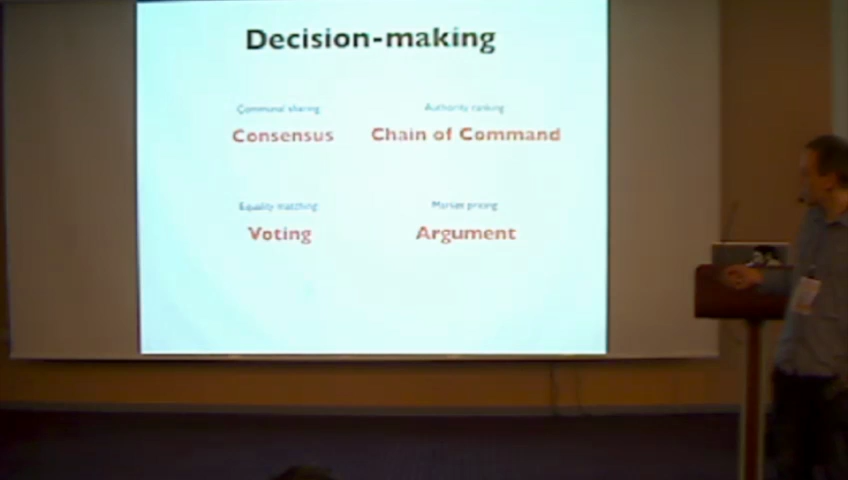 Decision-making
Communal sharing
Authority ranking
Consensus
Chain of Command
Equality matching
Market pricing
Voting
Argument